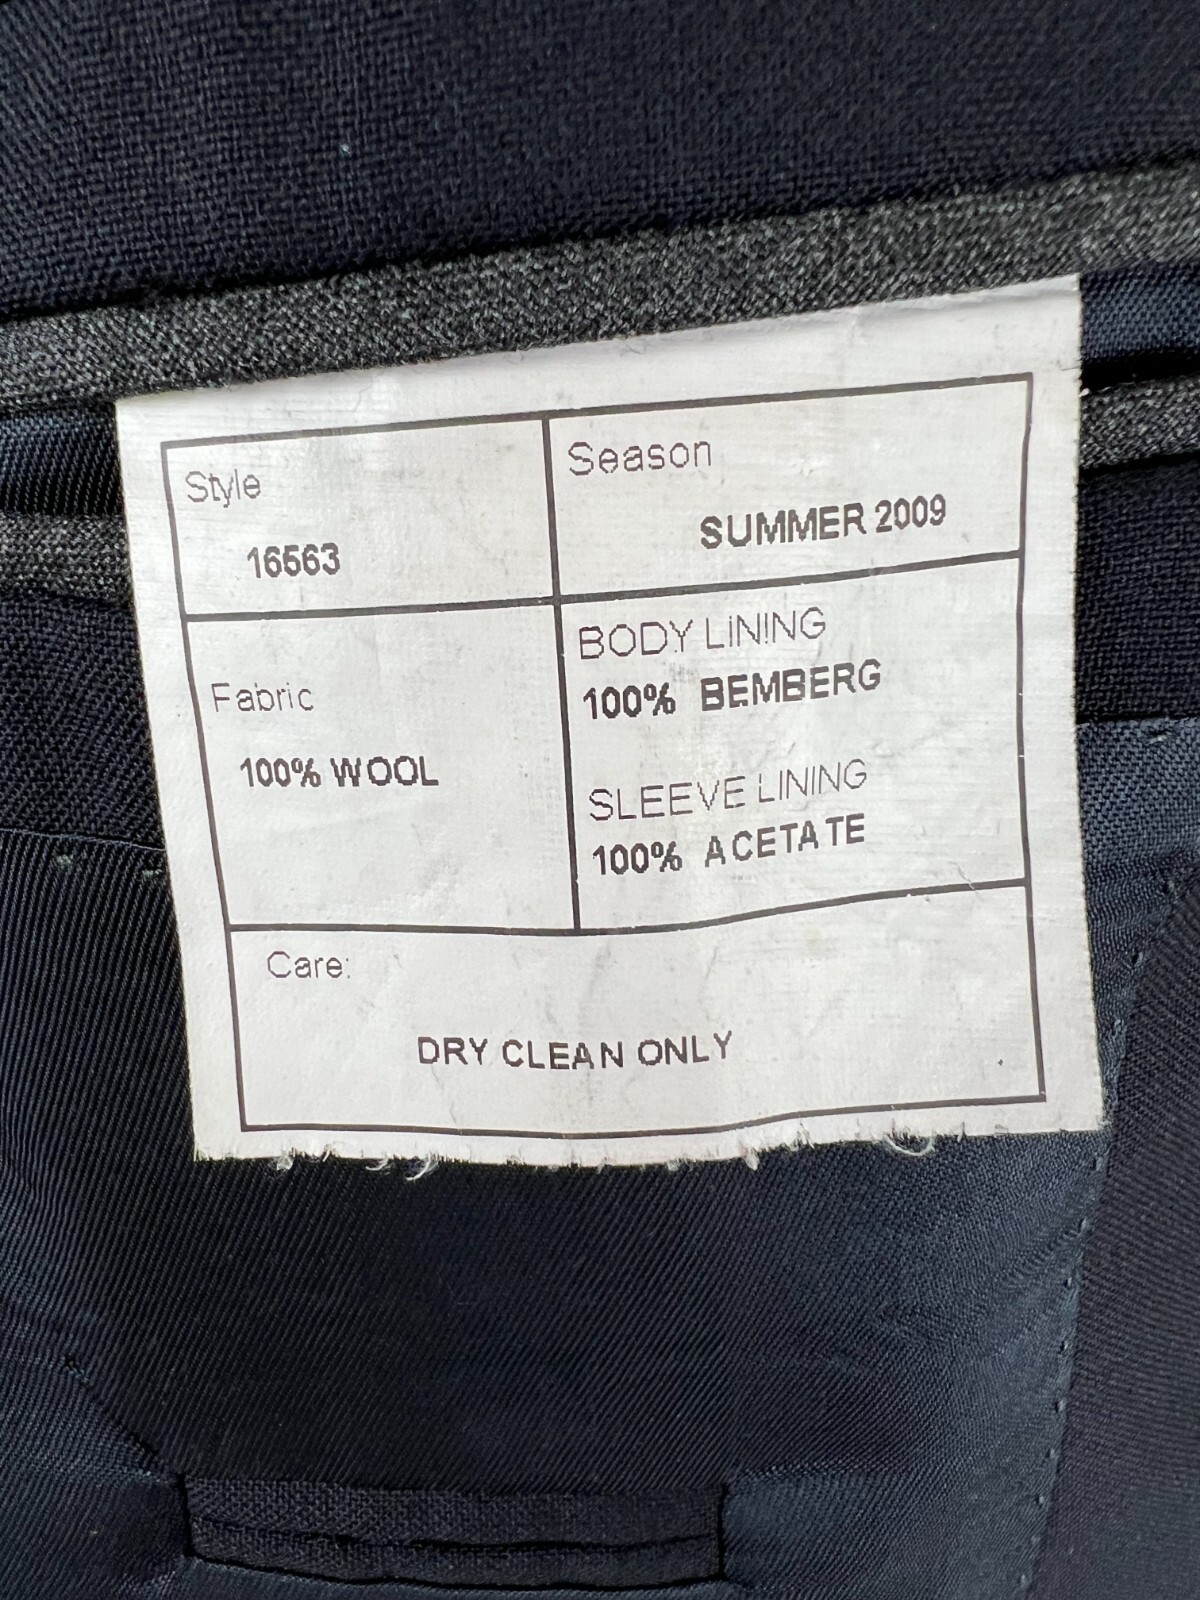 Style
16563
Season
SUMMER 2009
Fabric
100% WOOL
BODY LINING
100% BEMBERG
SLEEVE LINING
100% ACETATE
Care:
DRY CLEAN ONLY